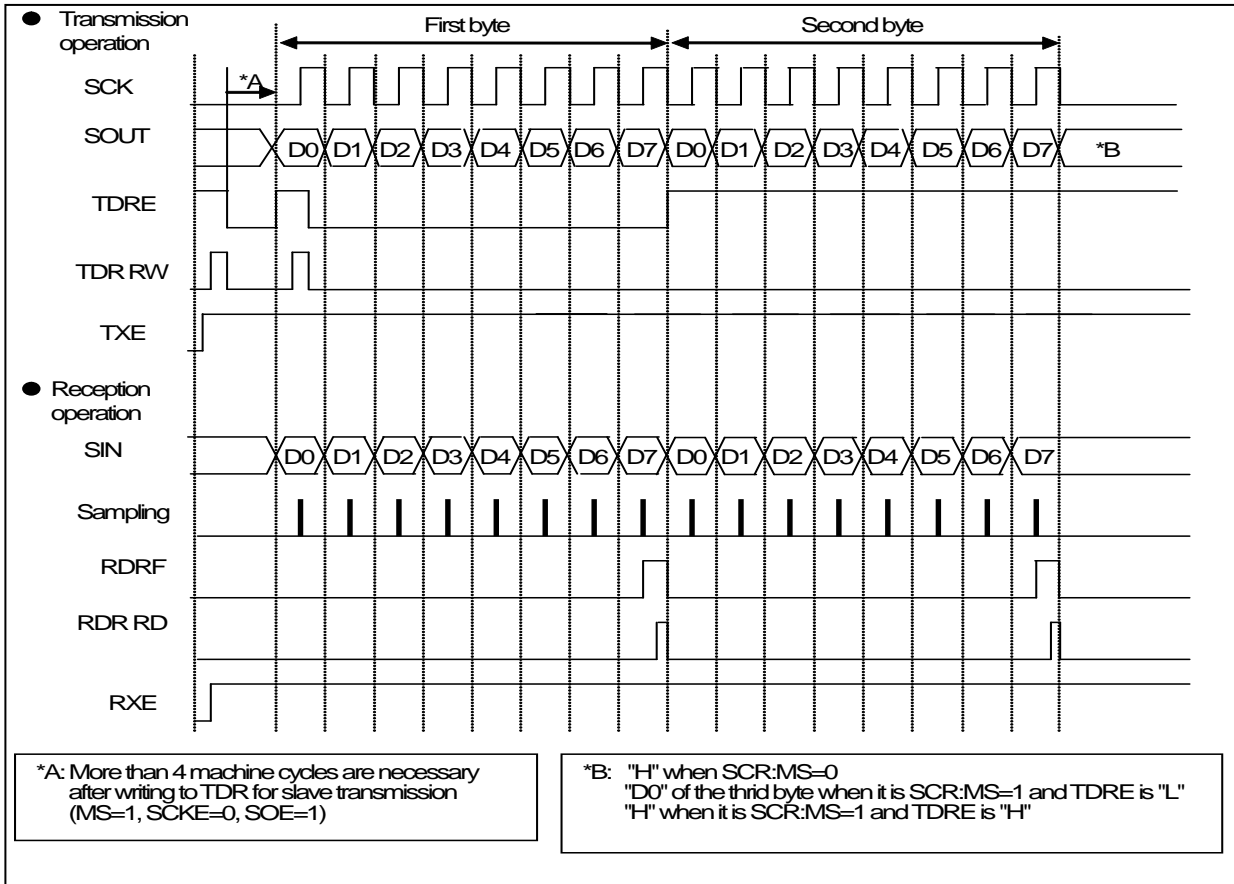 ● Transmission
operation
First byte
Second byte
*A
SCK
SOUT
D0 D1 D2 D3 D4 D5 D6 D7 D0 D1 D2 D3 D4 D5 D6 D7 *B
TDRE
TDR RW
TXE
● Reception
operation
SIN
D0 D1 D2 D3 D4 D5 D6 D7 D0 D1 D2 D3 D4 D5 D6 D7
Sampling
RDRF
RDR RD
RXE
*A: More than 4 machine cycles are necessary
after writing to TDR for slave transmission
(MS=1, SCKE=0, SOE=1)
*B: "H" when SCR:MS=0
"D0" of the thrid byte when it is SCR:MS=1 and TDRE is "L"
"H" when it is SCR:MS=1 and TDRE is "H"